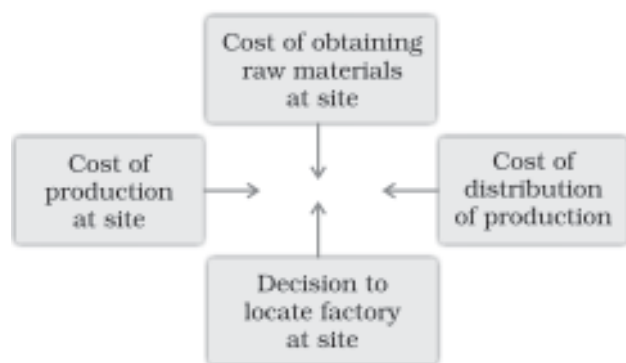 Cost of obtaining
raw materials
at site
Cost of
production
at site
Cost of
distribution
of production
Decision to
locate factory
at site